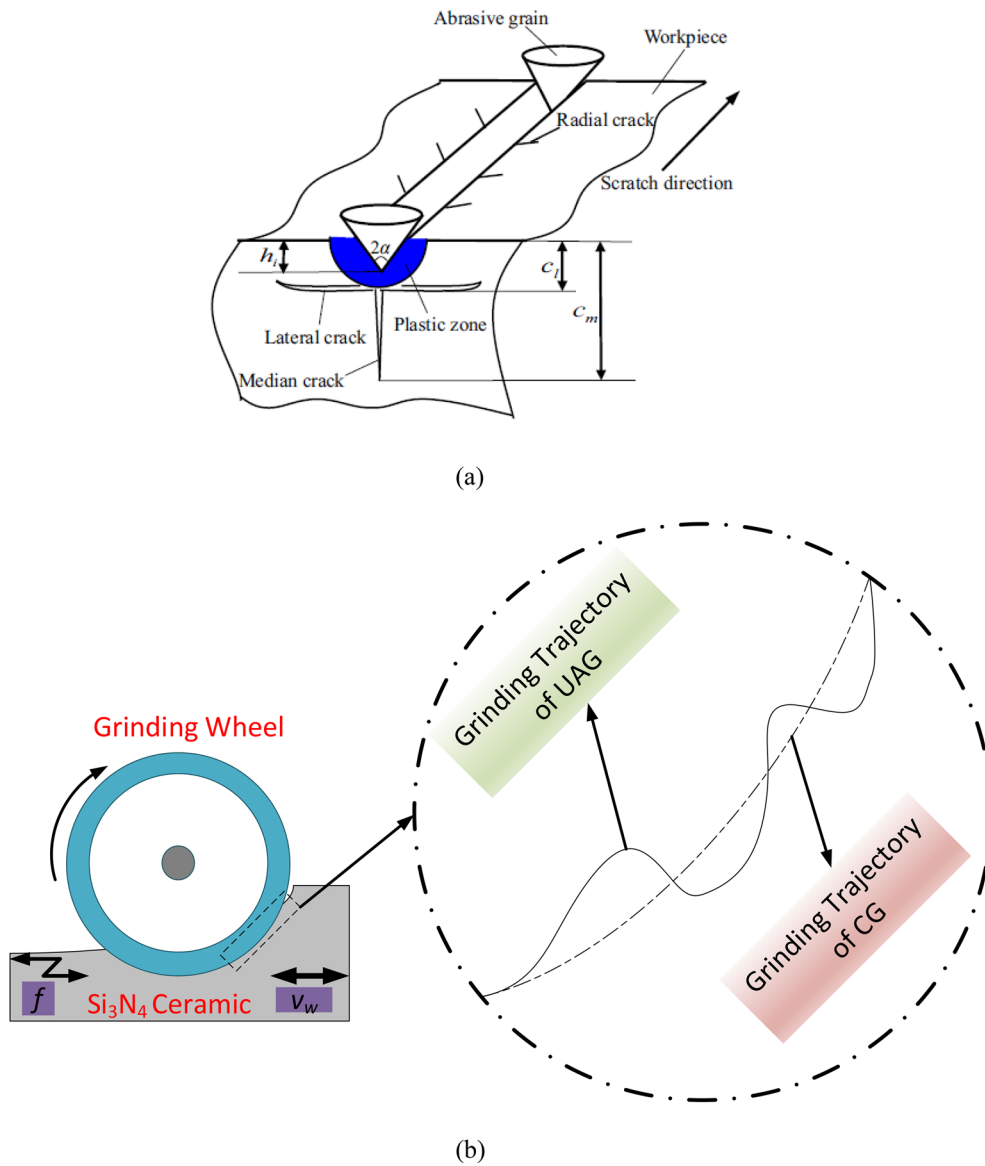 Abrasive grain
Workpiece
Radial crack
Scratch direction
2α
h_i
c_l
c_m
Plastic zone
Lateral crack
Median crack
(a)
Grinding Trajectory
of UAG
Grinding Wheel
Grinding Trajectory
of CG
f
Si₃N₄ Ceramic
v_w
(b)